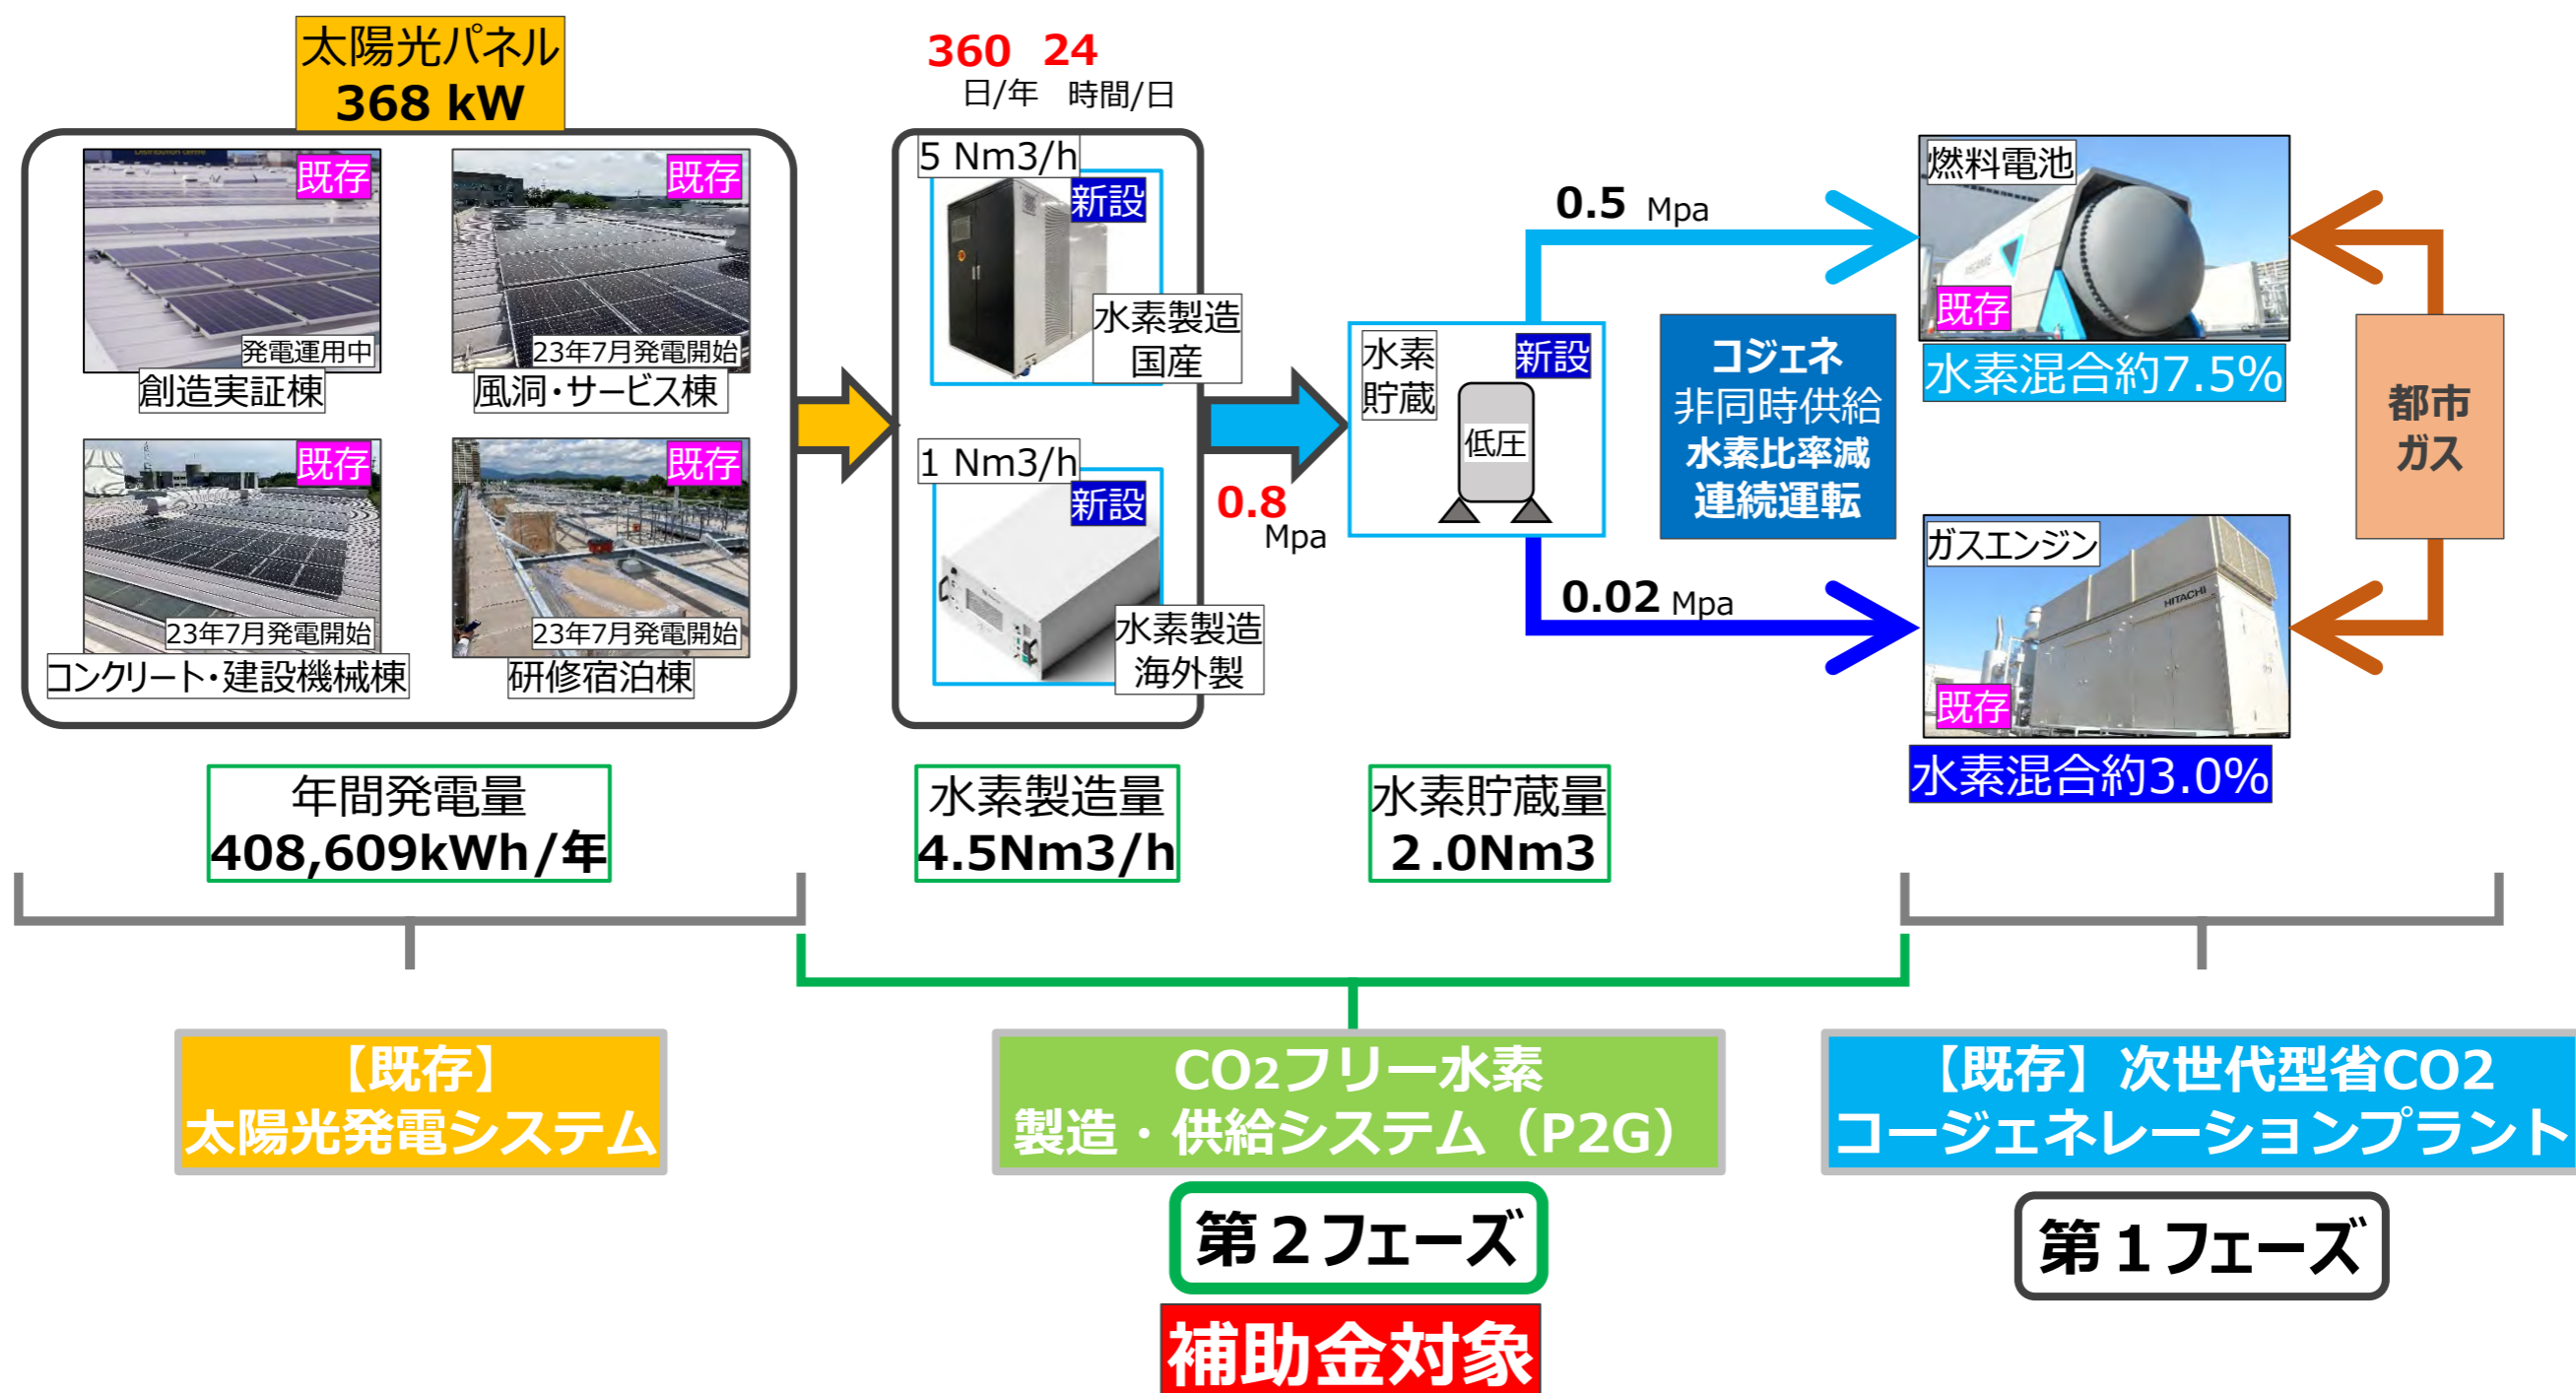 太陽光パネル
368 kW
既存
発電運用中
創造実証棟
既存
23年7月発電開始
風洞・サービス棟
既存
23年7月発電開始
コンクリート・建設機械棟
既存
23年7月発電開始
研修宿泊棟
年間発電量
408,609kWh/年
360 24
日/年 時間/日
5 Nm3/h
新設
水素製造
国産
1 Nm3/h
新設
水素製造
海外製
水素製造量
4.5Nm3/h
0.8
Mpa
水素
貯蔵
新設
低圧
水素貯蔵量
2.0Nm3
0.5 Mpa
0.02 Mpa
コジェネ
非同時供給
水素比率減
連続運転
燃料電池
既存
水素混合約7.5%
ガスエンジン
HITACHI
既存
水素混合約3.0%
都市
ガス
【既存】
太陽光発電システム
CO2フリー水素
製造・供給システム（P2G）
第2フェーズ
補助金対象
【既存】次世代型省CO2
コージェネレーションプラント
第1フェーズ